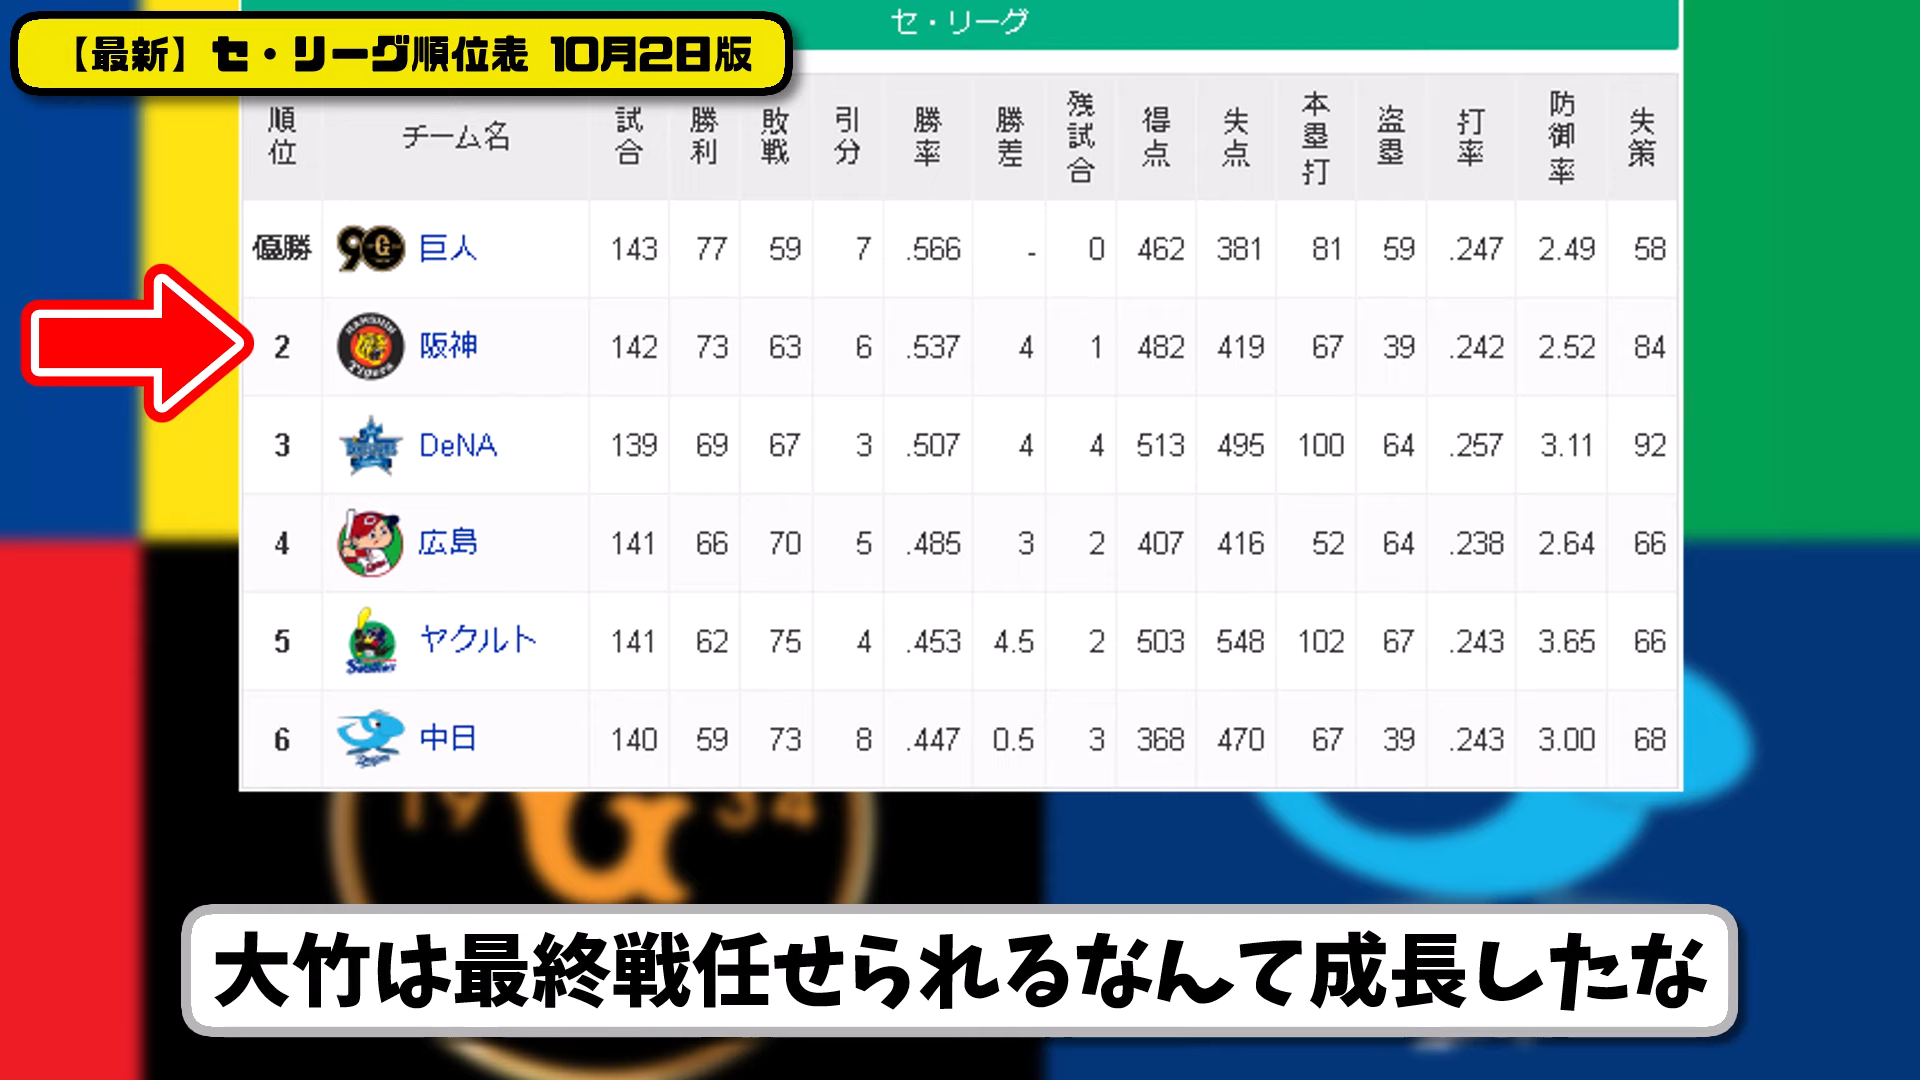 セ・リーグ
【最新】セ・リーグ順位表 10月2日版
順位 チーム名 試合 勝利 敗戦 引分 勝率 勝差 残試合 得点 失点 本塁打 盗塁 打率 防御率 失策
優勝 巨人 143 77 59 7 .566 - 0 462 381 81 59 .247 2.49 58
2 阪神 142 73 63 6 .537 4 1 482 419 67 39 .242 2.52 84
3 DeNA 139 69 67 3 .507 4 4 513 495 100 64 .257 3.11 92
4 広島 141 66 70 5 .485 3 2 407 416 52 64 .238 2.64 66
5 ヤクルト 141 62 75 4 .453 4.5 2 503 548 102 67 .243 3.65 66
6 中日 140 59 73 8 .447 0.5 3 368 470 67 39 .243 3.00 68
19 G 34
大竹は最終戦任せられるなんて成長したな